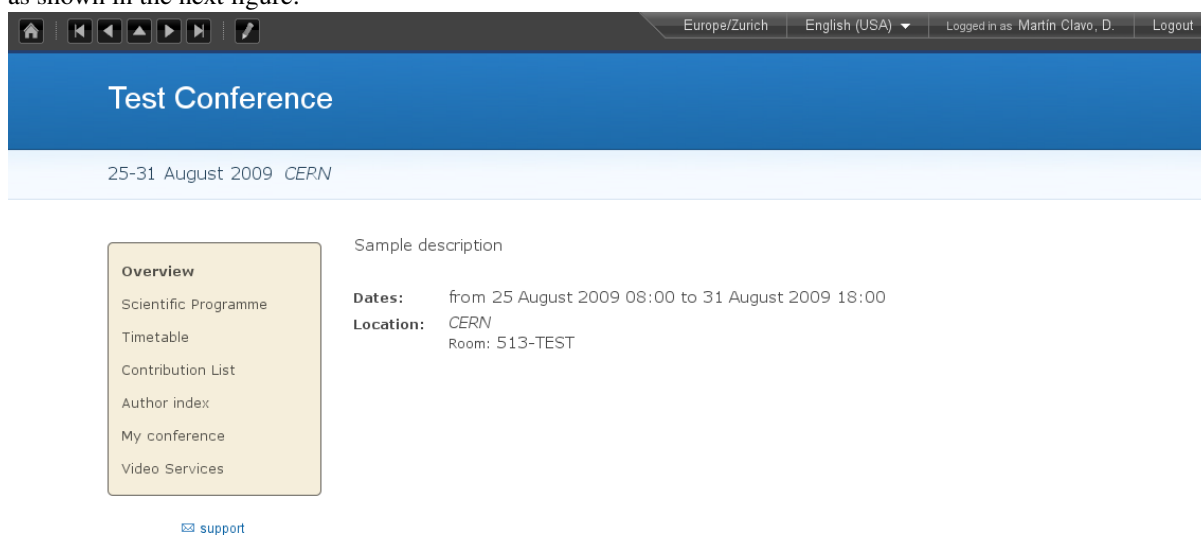 as shown in the next figure.
Europe/Zurich English (USA) Logged in as Martín Clavo, D. Logout
Test Conference
25-31 August 2009 CERN
Sample description
Overview
Scientific Programme
Timetable
Contribution List
Author index
My conference
Video Services
Dates: from 25 August 2009 08:00 to 31 August 2009 18:00
Location: CERN
Room: 513-TEST
support